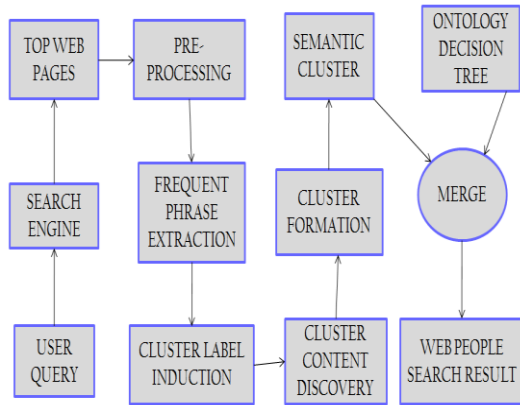 TOP WEB
PAGES
PRE-
PROCESSING
SEMANTIC
CLUSTER
ONTOLOGY
DECISION
TREE
SEARCH
ENGINE
FREQUENT
PHRASE
EXTRACTION
CLUSTER
FORMATION
MERGE
USER
QUERY
CLUSTER LABEL
INDUCTION
CLUSTER
CONTENT
DISCOVERY
WEB PEOPLE
SEARCH RESULT